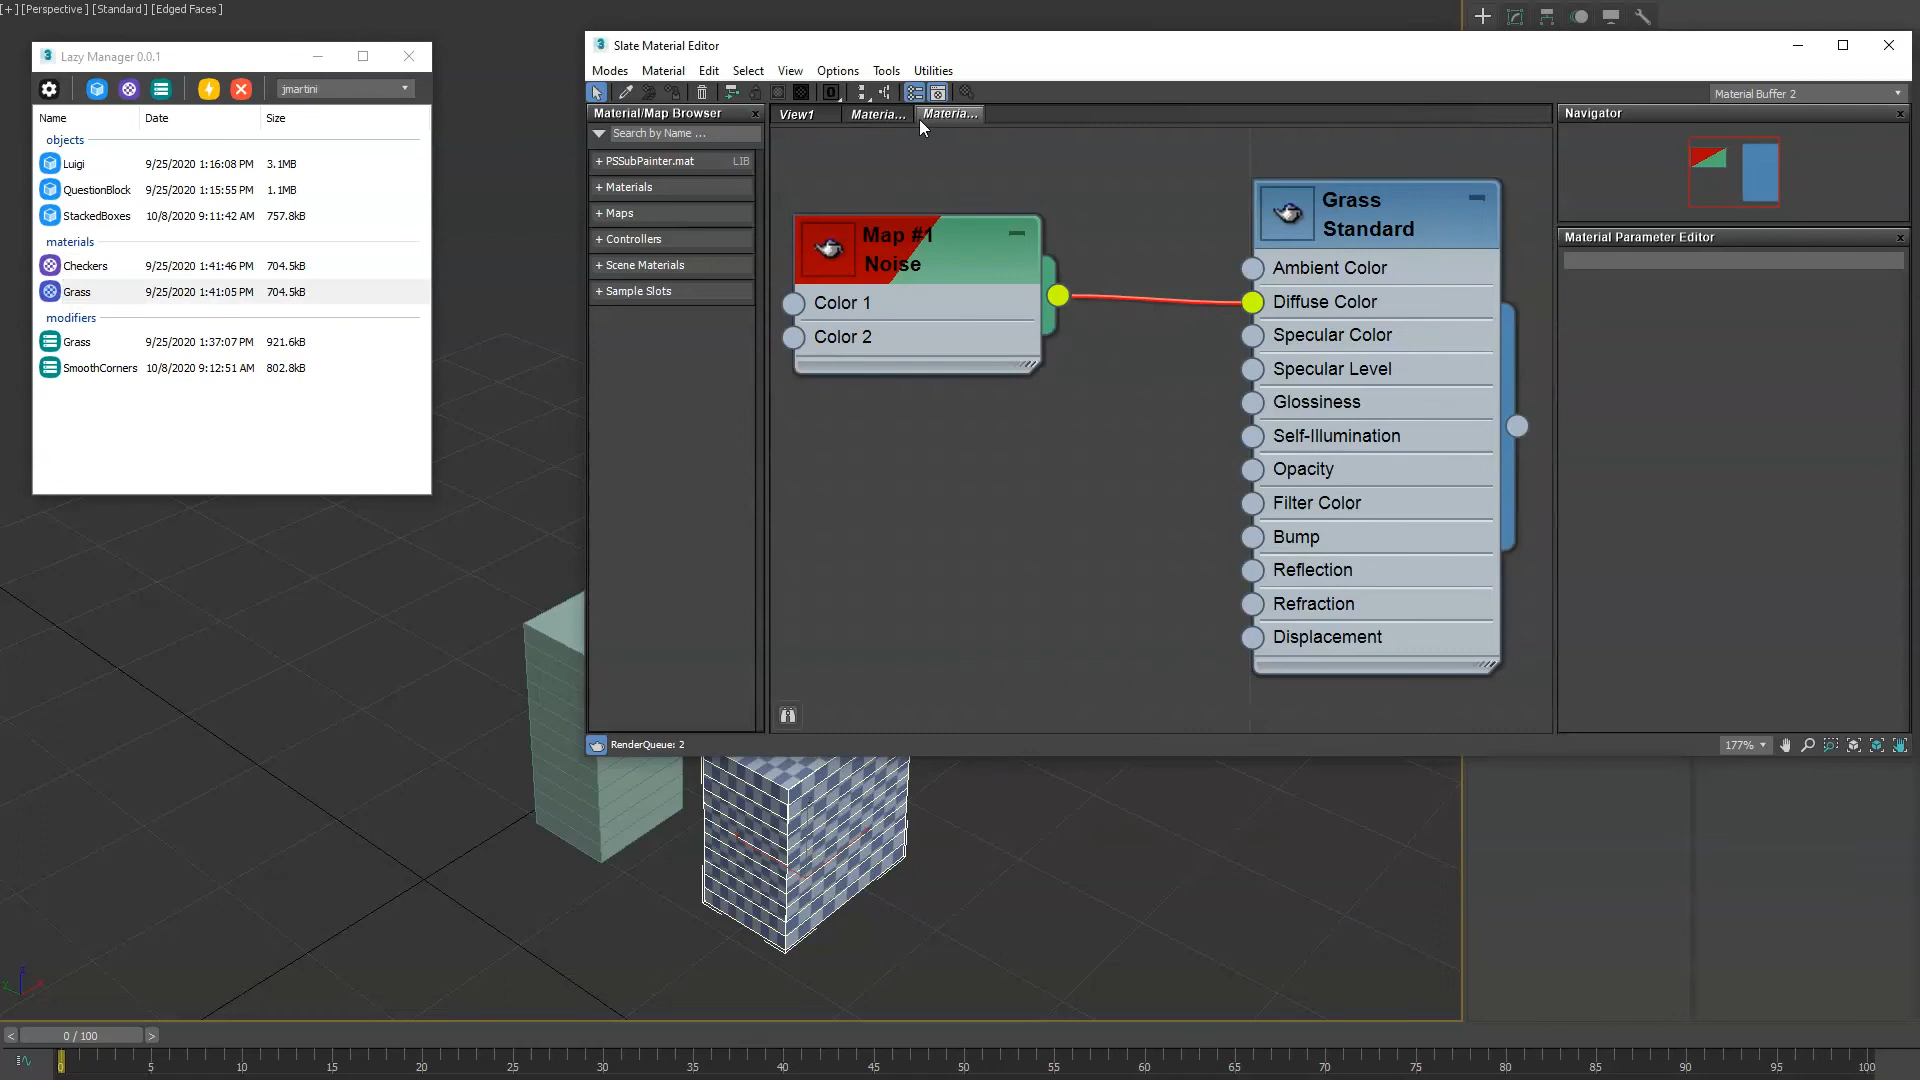 [+] [Perspective] [Standard] [Edged Faces]
Lazy Manager 0.0.1
jmartini
Name Date Size
objects
Luigi 9/25/2020 1:16:08 PM 3.1MB
QuestionBlock 9/25/2020 1:15:55 PM 1.1MB
StackedBoxes 10/8/2020 9:11:42 AM 757.8kB
materials
Checkers 9/25/2020 1:41:46 PM 704.5kB
Grass 9/25/2020 1:41:05 PM 704.5kB
modifiers
Grass 9/25/2020 1:37:07 PM 921.6kB
SmoothCorners 10/8/2020 9:12:51 AM 802.8kB
Slate Material Editor
Modes Material Edit Select View Options Tools Utilities
Material Buffer 2
Material/Map Browser
Search by Name ...
+ PSSubPainter.mat LIB
+ Materials
+ Maps
+ Controllers
+ Scene Materials
+ Sample Slots
View1 Materia... Materia...
Map #1
Noise
Color 1
Color 2
Grass
Standard
Ambient Color
Diffuse Color
Specular Color
Specular Level
Glossiness
Self-Illumination
Opacity
Filter Color
Bump
Reflection
Refraction
Displacement
Navigator
Material Parameter Editor
RenderQueue: 2
177%
< 0 / 100 >
0 5 10 15 20 25 30 35 40 45 50 55 60 65 70 75 80 85 90 95 100